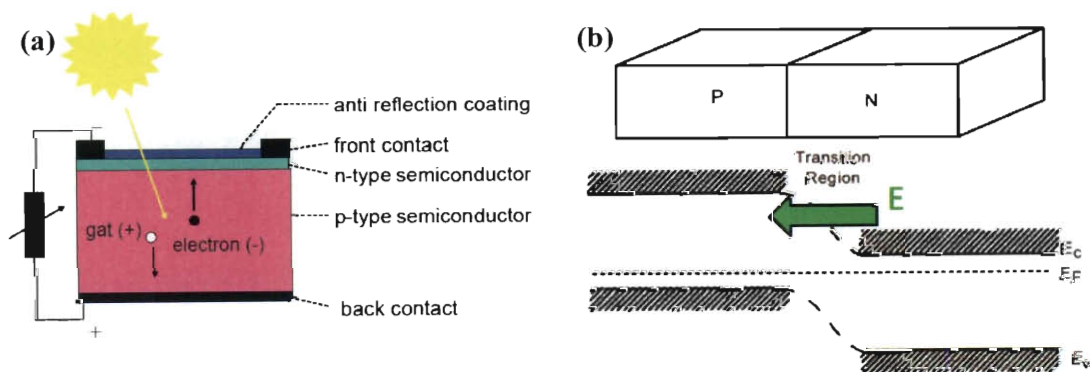 (a)
anti reflection coating
front contact
n-type semiconductor
p-type semiconductor
gat (+)
electron (-)
back contact
+
(b)
P
N
Transition
Region
E
E_C
E_F
E_v